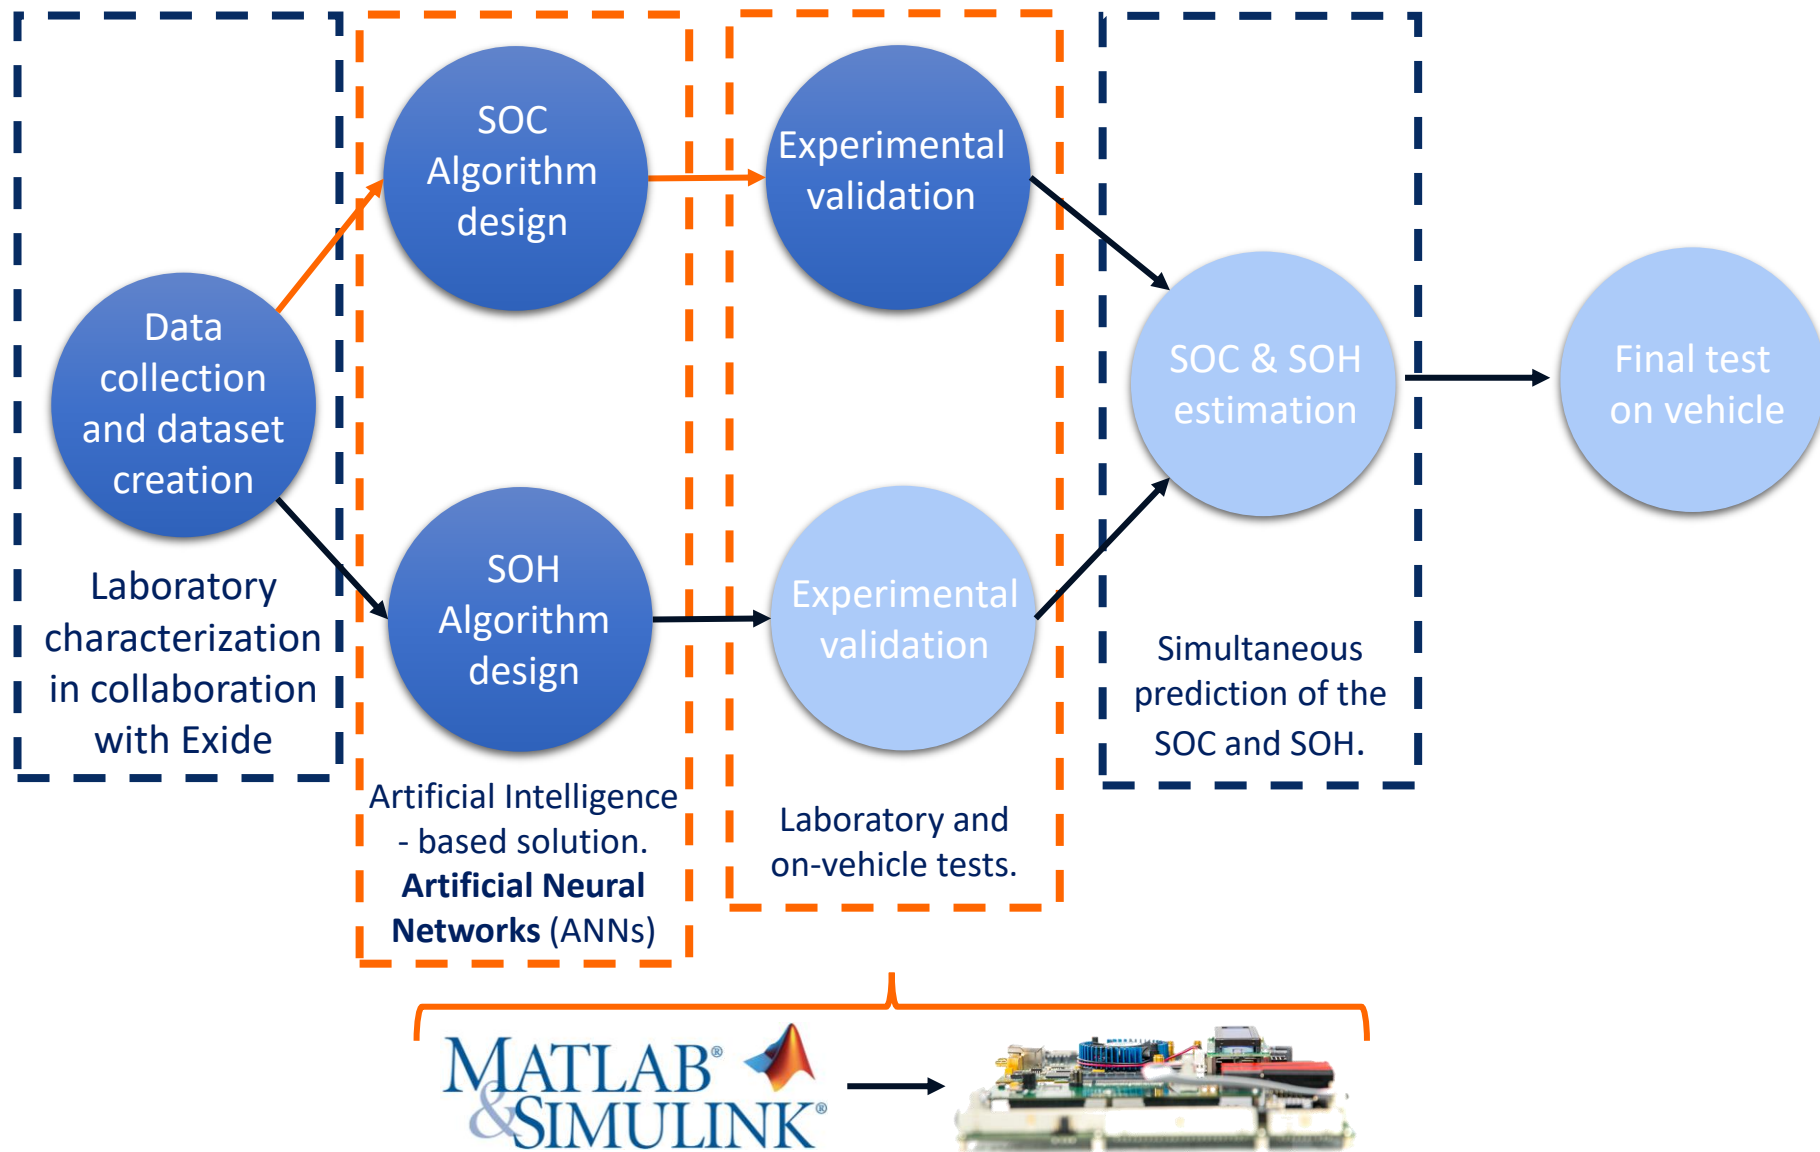 Data
collection
and dataset
creation
Laboratory
characterization
in collaboration
with Exide
SOC
Algorithm
design
SOH
Algorithm
design
Artificial Intelligence
- based solution.
Artificial Neural
Networks (ANNs)
Experimental
validation
Experimental
validation
Laboratory and
on-vehicle tests.
SOC & SOH
estimation
Simultaneous
prediction of the
SOC and SOH.
Final test
on vehicle
MATLAB®
&SIMULINK®